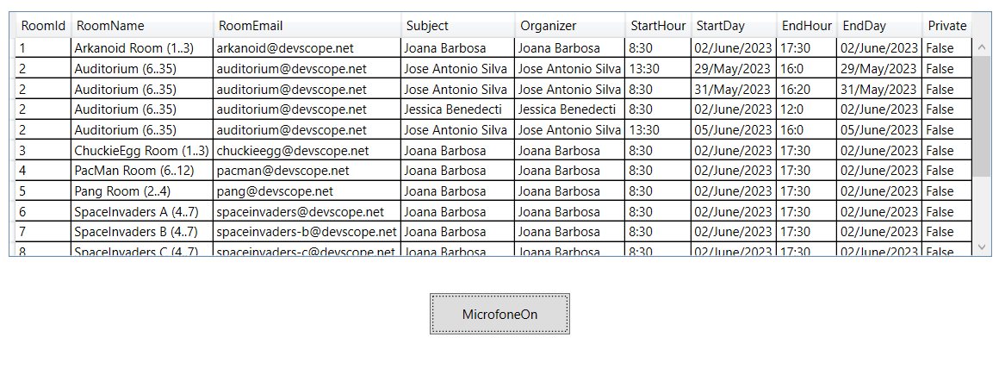 RoomId RoomName RoomEmail Subject Organizer StartHour StartDay EndHour EndDay Private
1 Arkanoid Room (1..3) arkanoid@devscope.net Joana Barbosa Joana Barbosa 8:30 02/June/2023 17:30 02/June/2023 False
2 Auditorium (6..35) auditorium@devscope.net Jose Antonio Silva Jose Antonio Silva 13:30 29/May/2023 16:0 29/May/2023 False
2 Auditorium (6..35) auditorium@devscope.net Jose Antonio Silva Jose Antonio Silva 8:30 31/May/2023 16:20 31/May/2023 False
2 Auditorium (6..35) auditorium@devscope.net Jessica Benedecti Jessica Benedecti 8:30 02/June/2023 12:0 02/June/2023 False
2 Auditorium (6..35) auditorium@devscope.net Jose Antonio Silva Jose Antonio Silva 13:30 05/June/2023 16:0 05/June/2023 False
3 ChuckieEgg Room (1..3) chuckieegg@devscope.net Joana Barbosa Joana Barbosa 8:30 02/June/2023 17:30 02/June/2023 False
4 PacMan Room (6..12) pacman@devscope.net Joana Barbosa Joana Barbosa 8:30 02/June/2023 17:30 02/June/2023 False
5 Pang Room (2..4) pang@devscope.net Joana Barbosa Joana Barbosa 8:30 02/June/2023 17:30 02/June/2023 False
6 SpaceInvaders A (4..7) spaceinvaders@devscope.net Joana Barbosa Joana Barbosa 8:30 02/June/2023 17:30 02/June/2023 False
7 SpaceInvaders B (4..7) spaceinvaders-b@devscope.net Joana Barbosa Joana Barbosa 8:30 02/June/2023 17:30 02/June/2023 False
8 SpaceInvaders C (4..7) spaceinvaders-c@devscope.net Joana Barbosa Joana Barbosa 8:30 02/June/2023 17:30 02/June/2023 False
MicrofoneOn